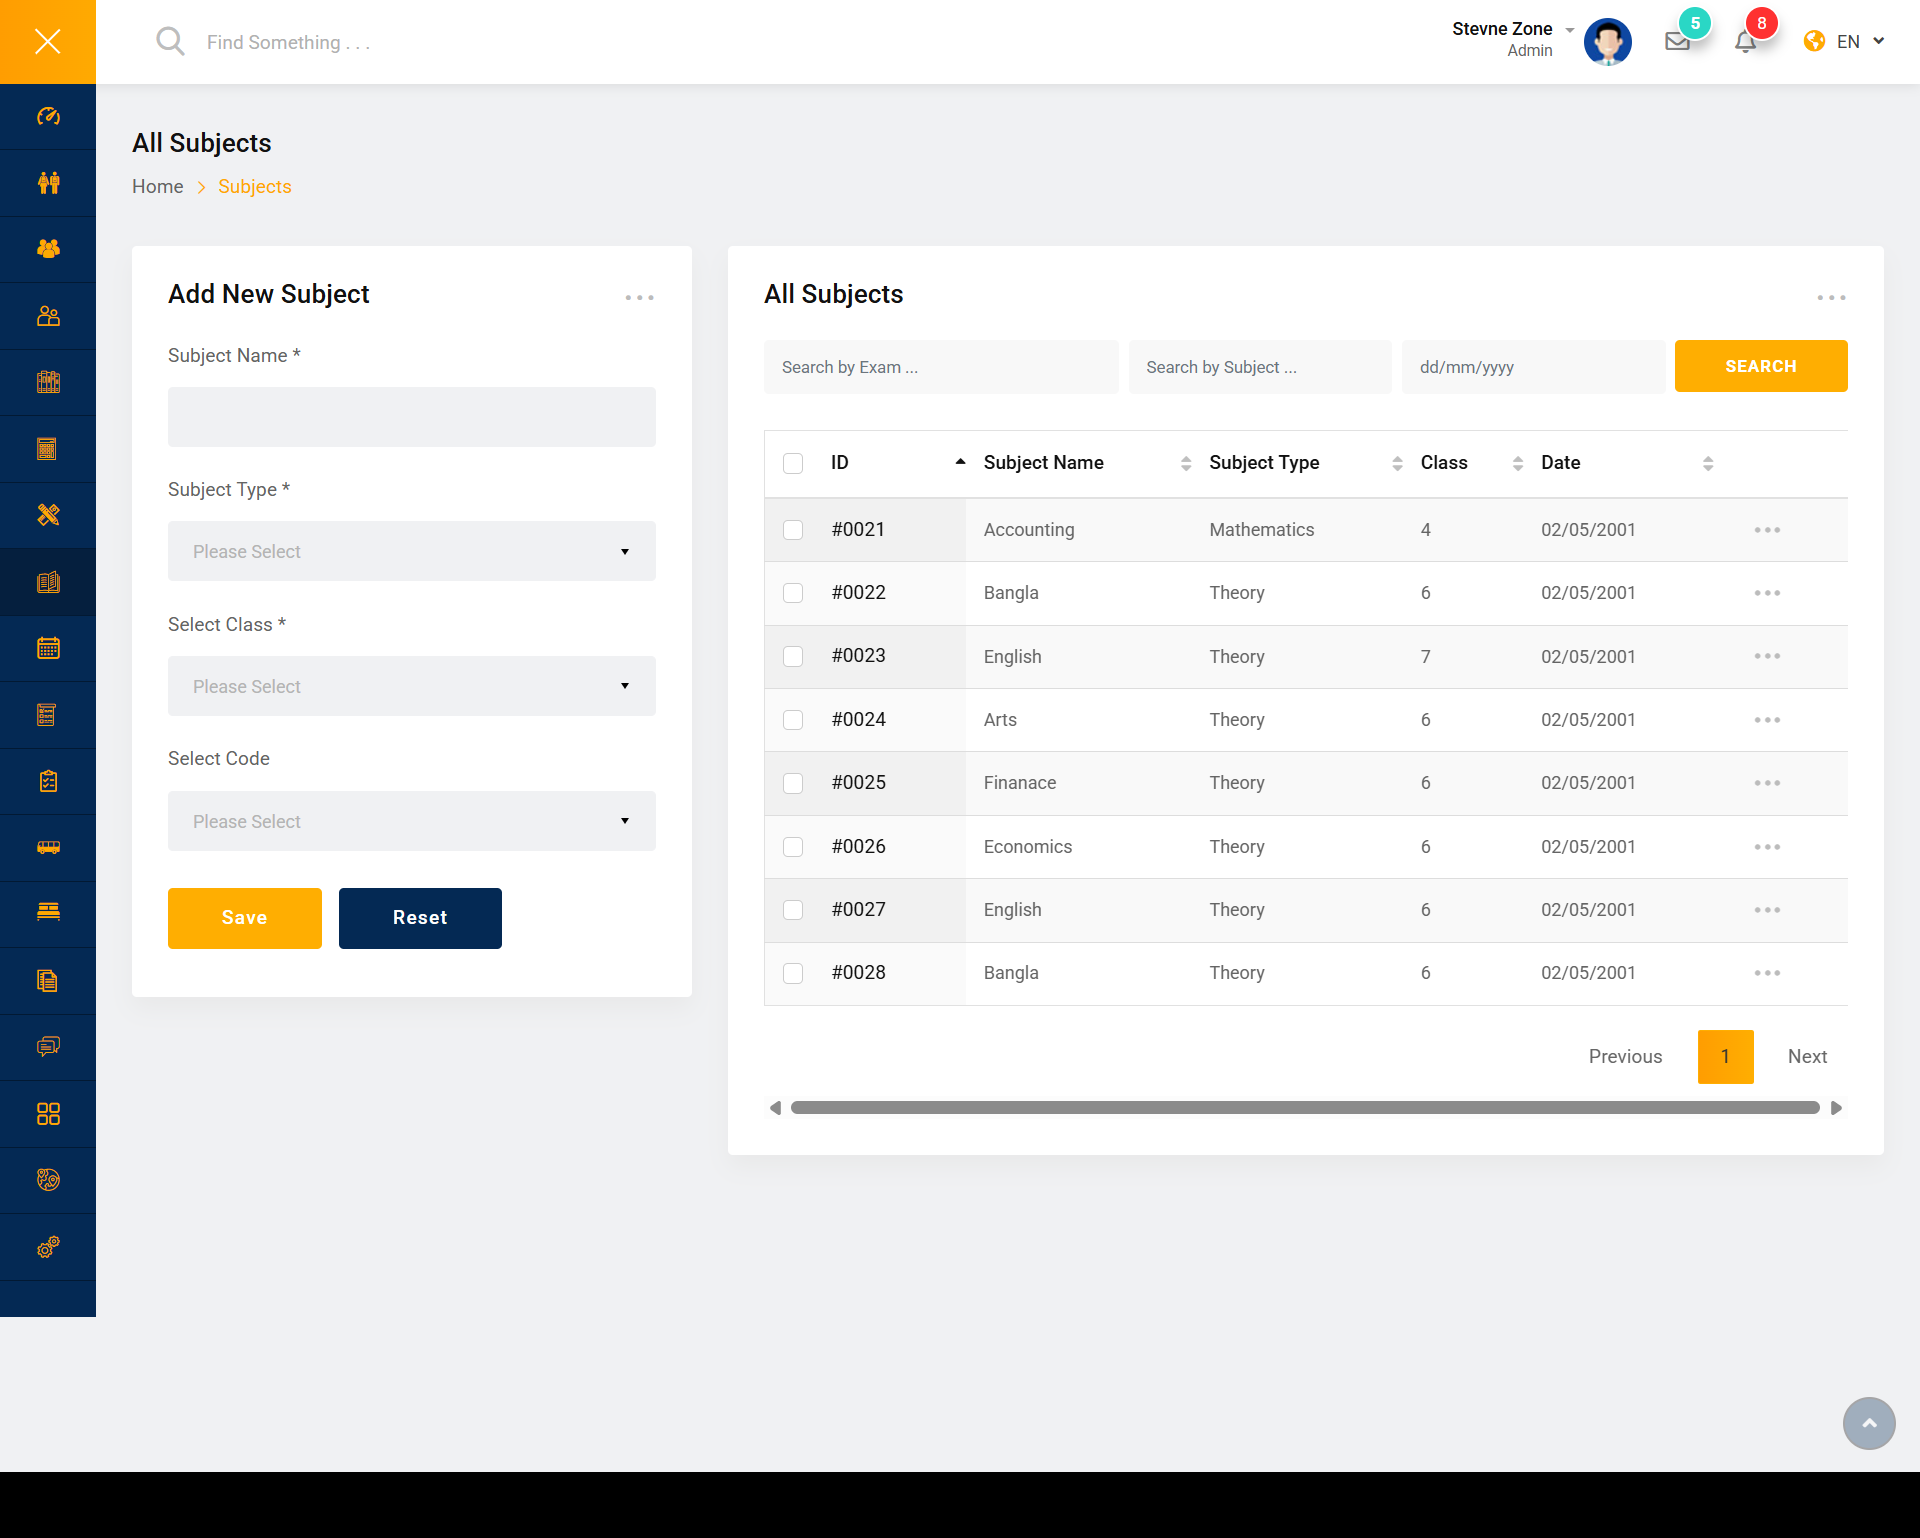 Find Something . . .
Stevne Zone
Admin
5
8
EN
All Subjects
Home
Subjects
Add New Subject
Subject Name *
Subject Type *
Please Select
Select Class *
Please Select
Select Code
Please Select
Save
Reset
All Subjects
Search by Exam ...
Search by Subject ...
dd/mm/yyyy
SEARCH
ID Subject Name Subject Type Class Date
#0021 Accounting Mathematics 4 02/05/2001
#0022 Bangla Theory 6 02/05/2001
#0023 English Theory 7 02/05/2001
#0024 Arts Theory 6 02/05/2001
#0025 Finanace Theory 6 02/05/2001
#0026 Economics Theory 6 02/05/2001
#0027 English Theory 6 02/05/2001
#0028 Bangla Theory 6 02/05/2001
Previous 1 Next